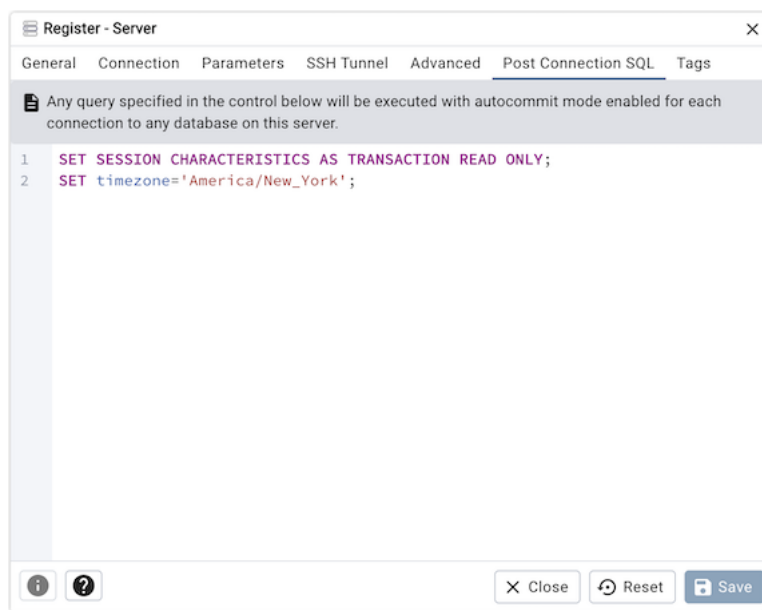 Register - Server
General Connection Parameters SSH Tunnel Advanced Post Connection SQL Tags
Any query specified in the control below will be executed with autocommit mode enabled for each
connection to any database on this server.
1 SET SESSION CHARACTERISTICS AS TRANSACTION READ ONLY;
2 SET timezone='America/New_York';
Close Reset Save